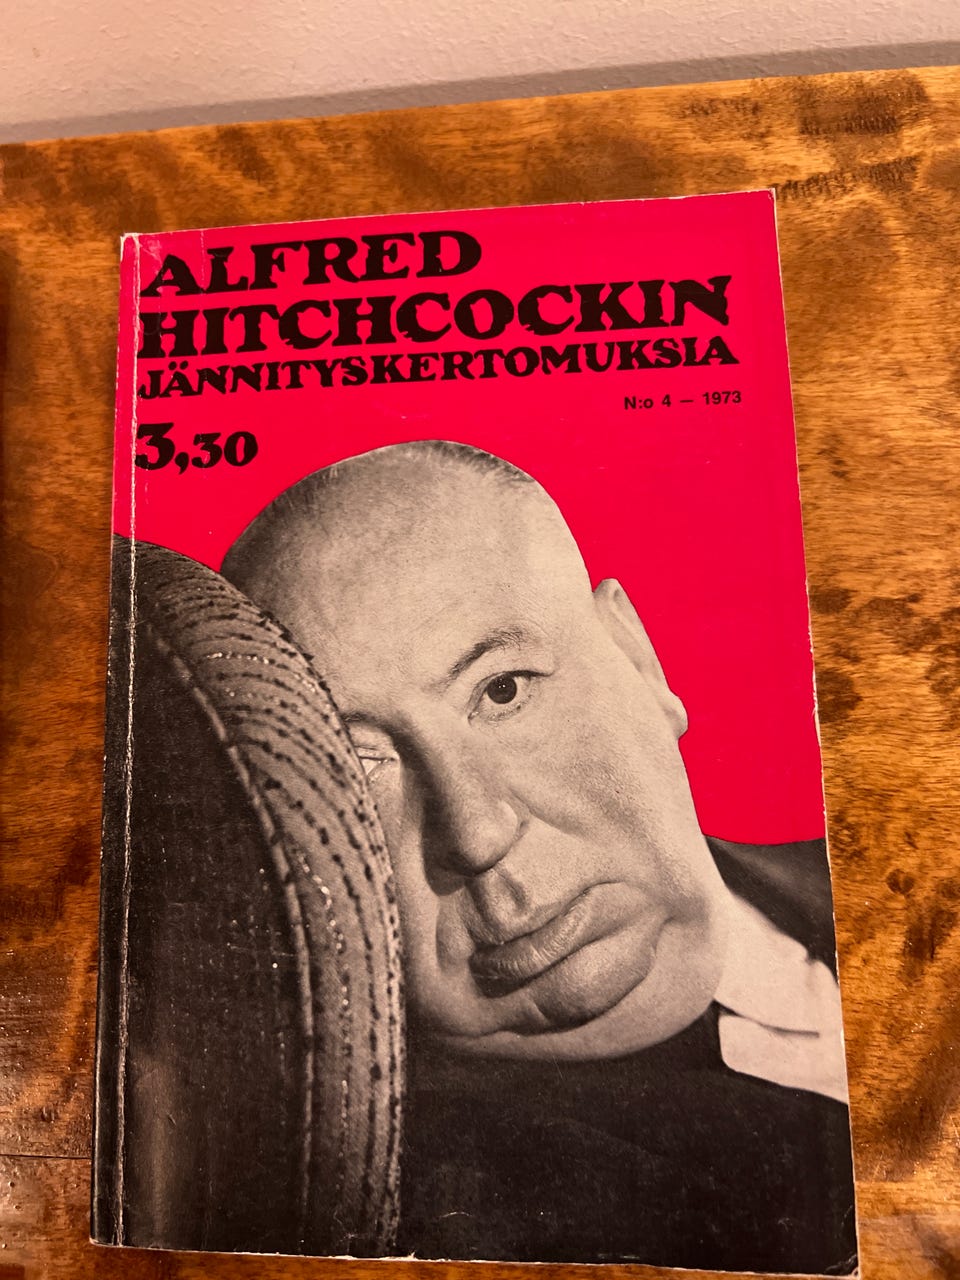 ALFRED
HITCHCOCKIN
JÄNNITYSKERTOMUKSIA
N:o 4 — 1973
3,30